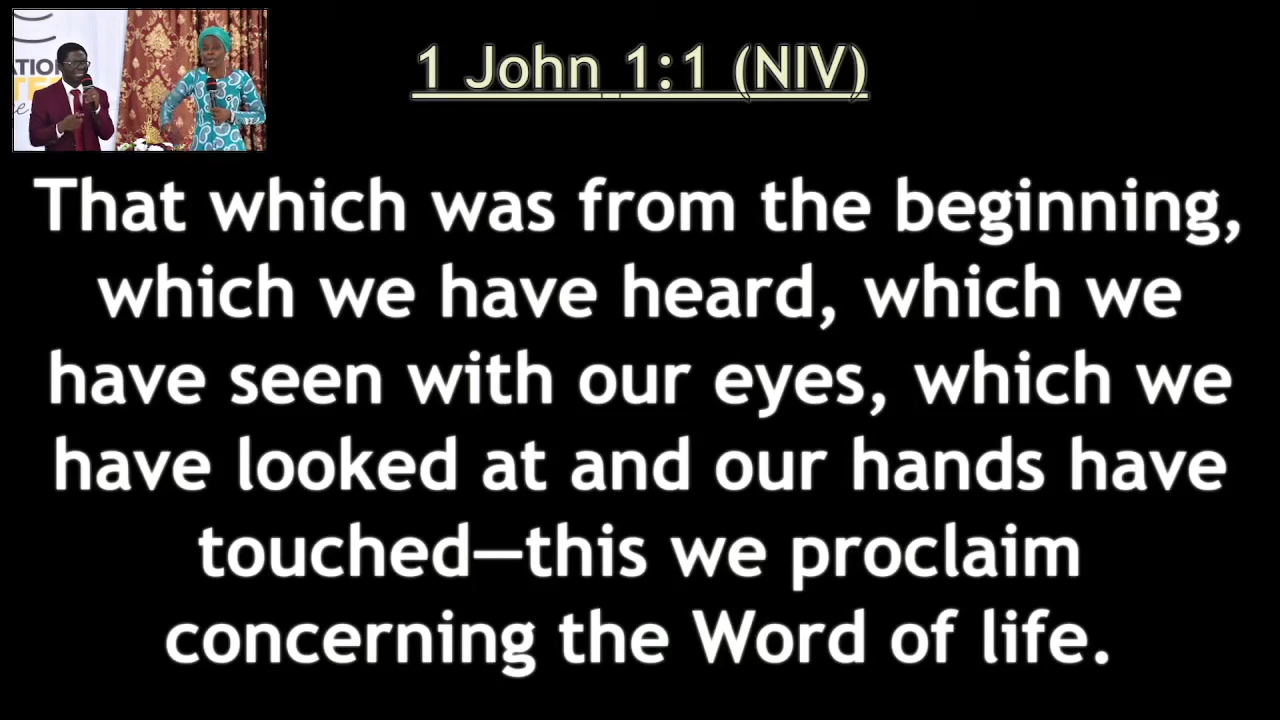 1 John 1:1 (NIV)
That which was from the beginning,
which we have heard, which we
have seen with our eyes, which we
have looked at and our hands have
touched—this we proclaim
concerning the Word of life.